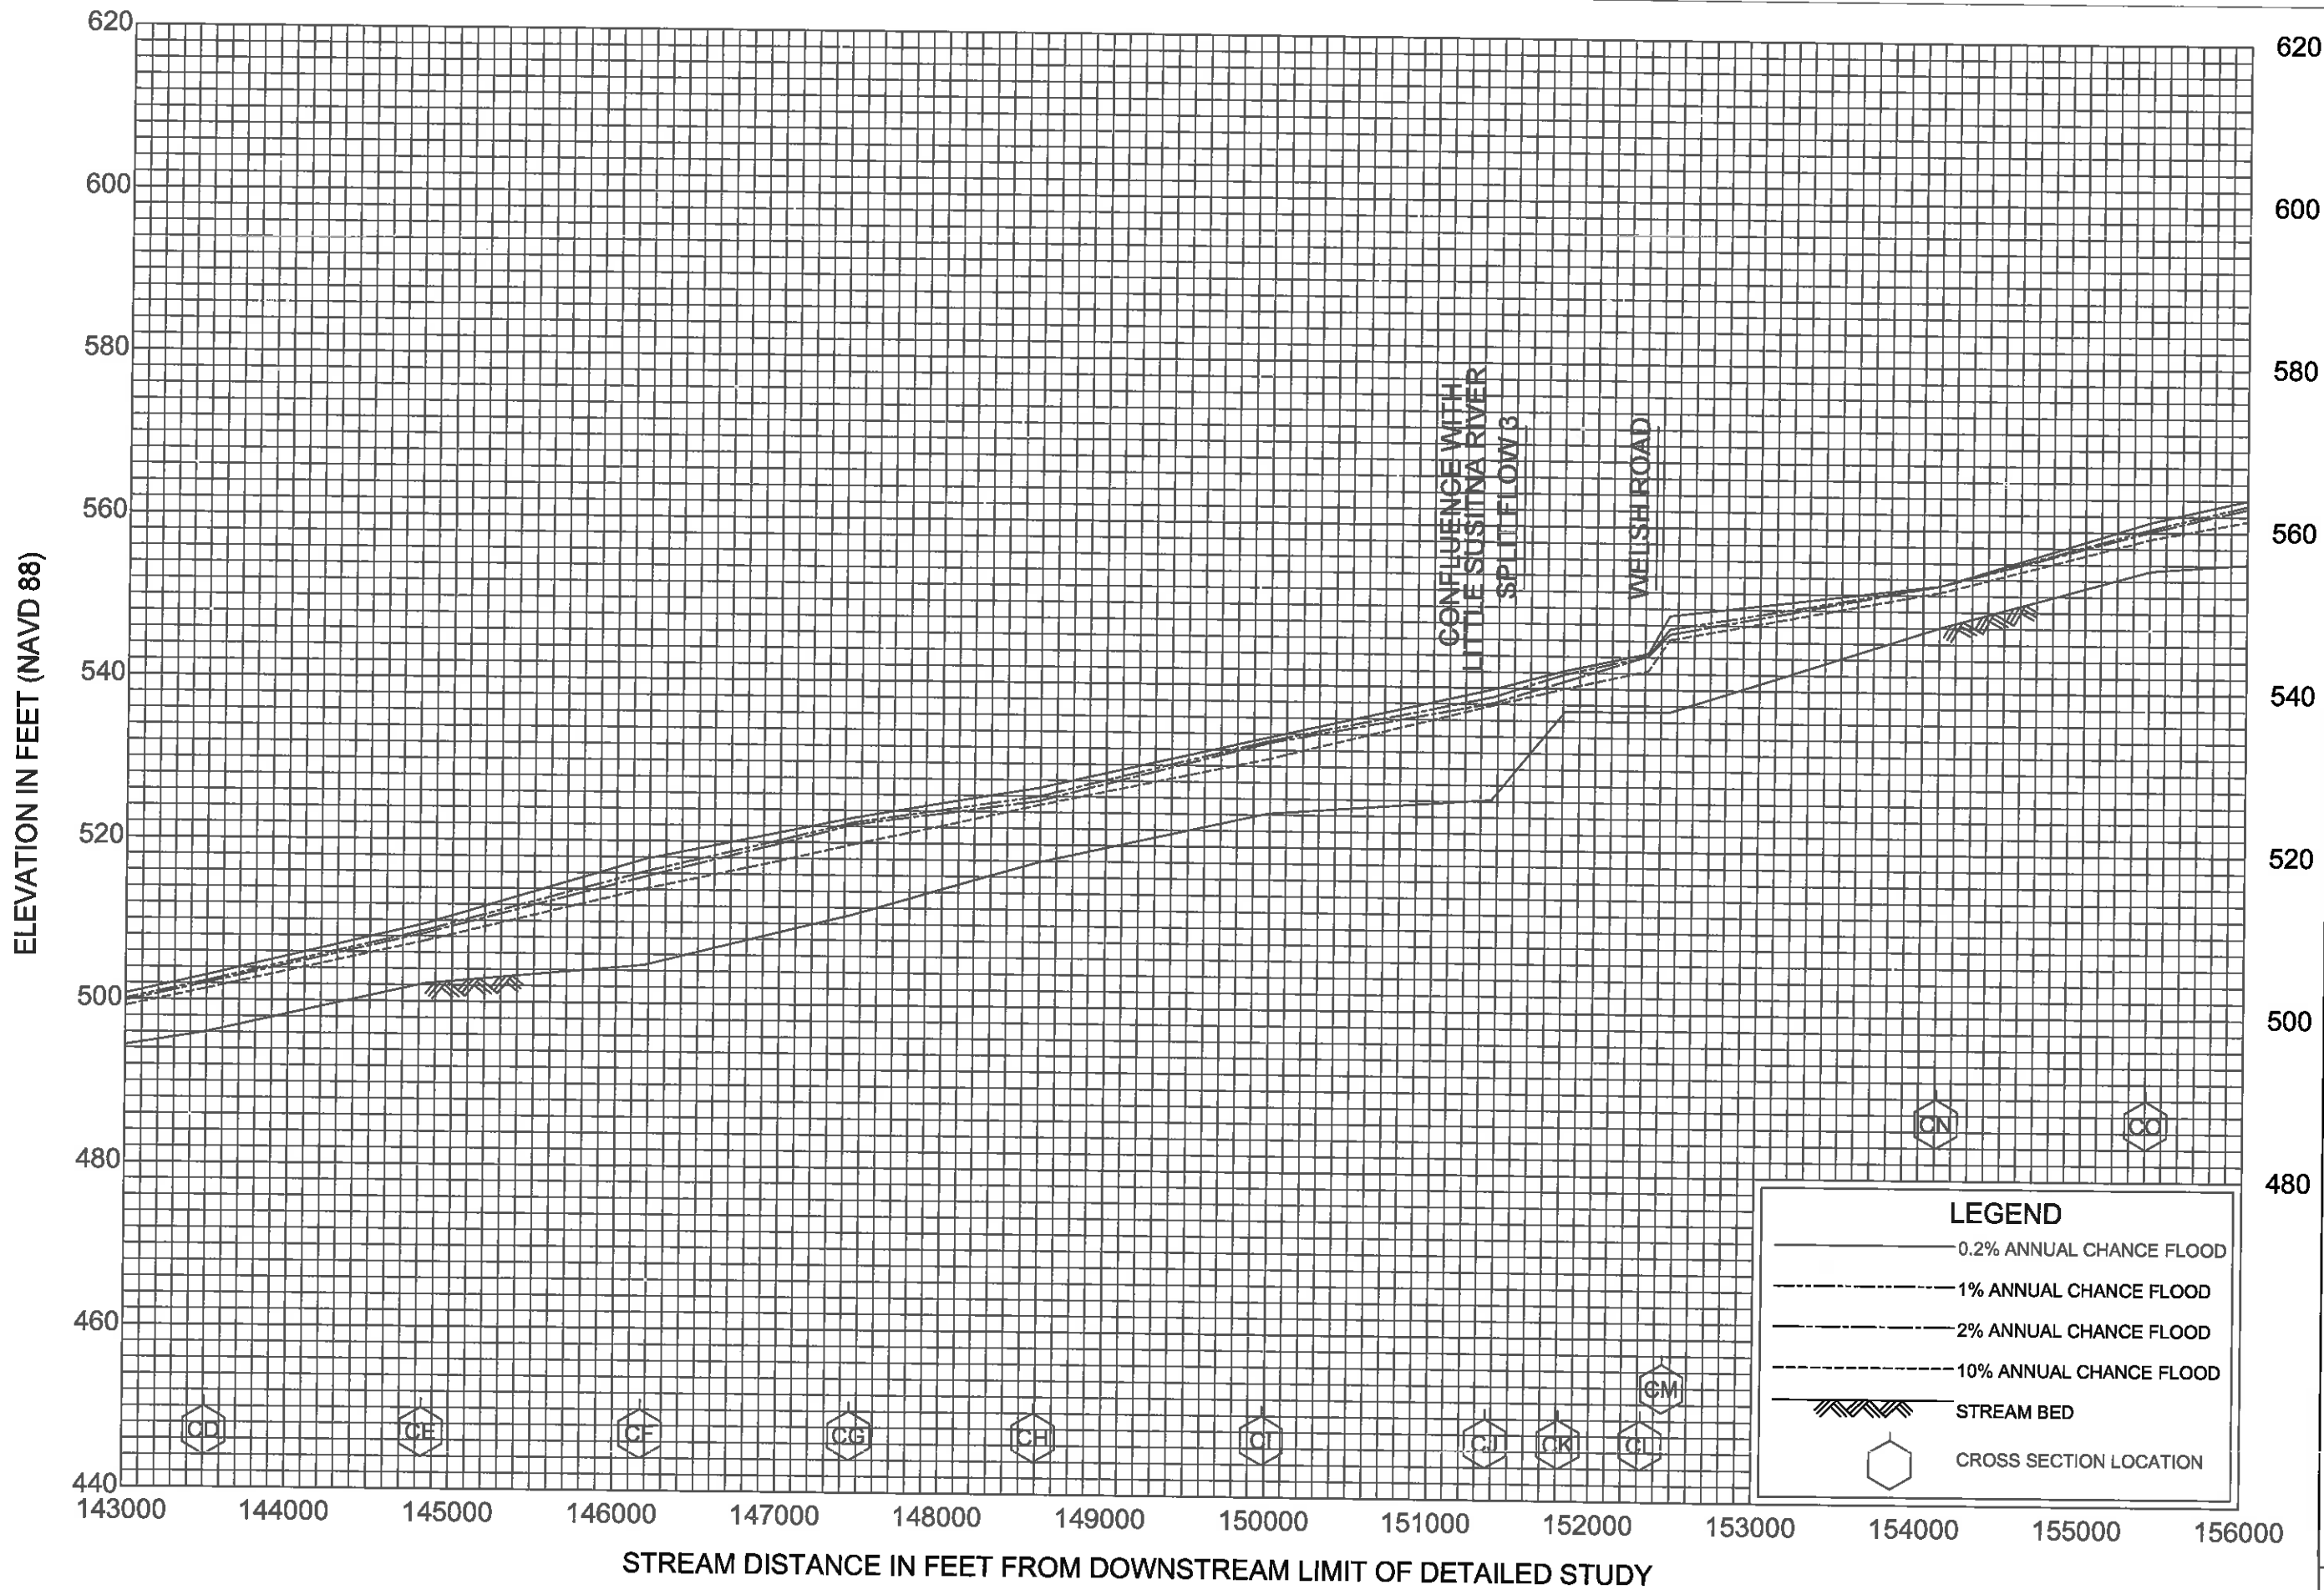 620
600
580
560
540
520
500
480
460
440
ELEVATION IN FEET (NAVD 88)
620
600
580
560
540
520
500
480
CONFLUENCE WITH
LITTLE SUSITNA RIVER
SPLIT FLOW 3
WELSH ROAD
CN
CO
CM
CD
CE
CF
CG
CH
CI
CJ
CK
CL
LEGEND
0.2% ANNUAL CHANCE FLOOD
1% ANNUAL CHANCE FLOOD
2% ANNUAL CHANCE FLOOD
10% ANNUAL CHANCE FLOOD
STREAM BED
CROSS SECTION LOCATION
143000 144000 145000 146000 147000 148000 149000 150000 151000 152000 153000 154000 155000 156000
STREAM DISTANCE IN FEET FROM DOWNSTREAM LIMIT OF DETAILED STUDY